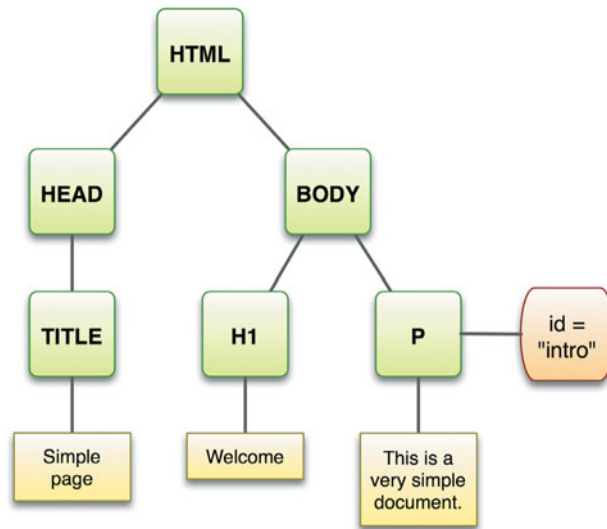 HTML
HEAD
BODY
TITLE
H1
P
id =
"intro"
Simple
page
Welcome
This is a
very simple
document.